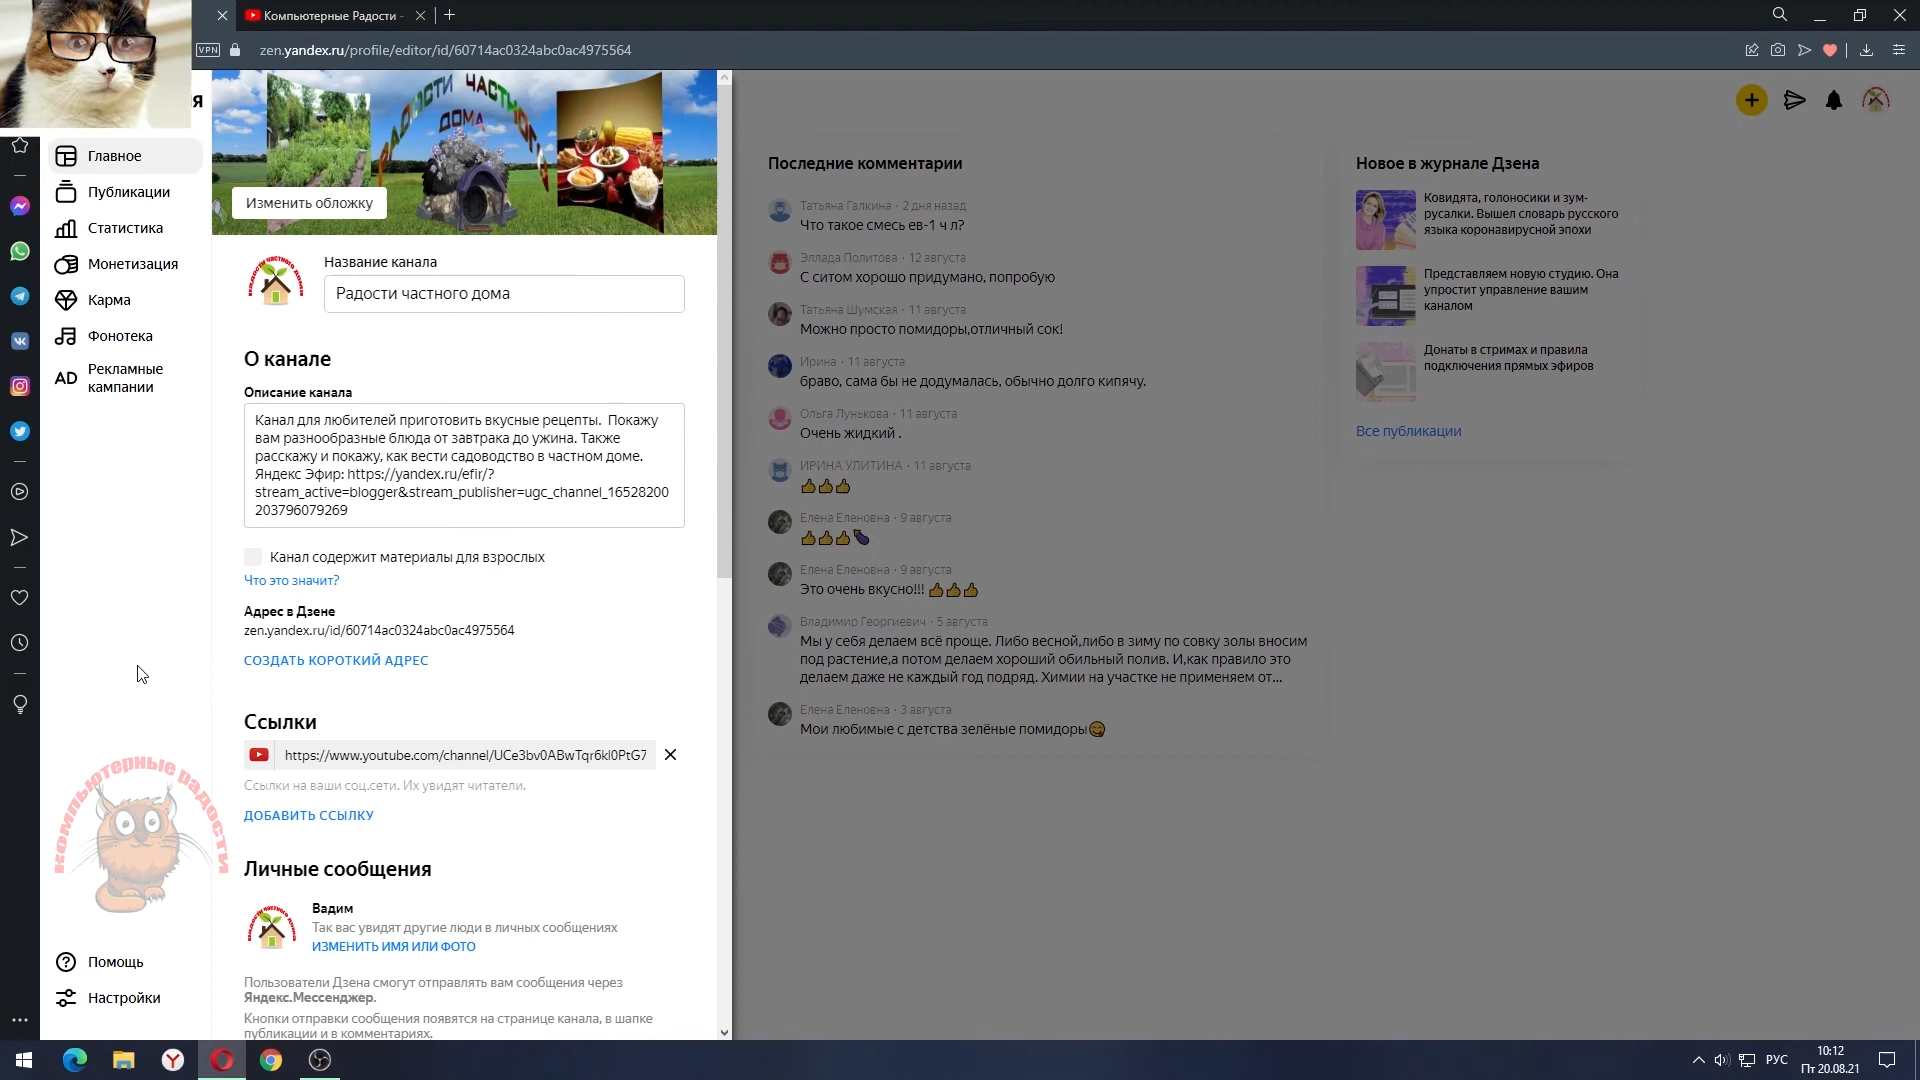 Компьютерные Радости -
VPN
zen.yandex.ru/profile/editor/id/60714ac0324abc0ac4975564
я
Главное
Публикации
Статистика
Монетизация
Карма
Фонотека
AD
Рекламные
кампании
Помощь
Настройки
РАДОСТИ ЧАСТНОГО
ДОМА
Изменить обложку
радости частного дома
Название канала
Радости частного дома
О канале
Описание канала
Канал для любителей приготовить вкусные рецепты.  Покажу
вам разнообразные блюда от завтрака до ужина. Также
расскажу и покажу, как вести садоводство в частном доме.
Яндекс Эфир: https://yandex.ru/efir/?
stream_active=blogger&stream_publisher=ugc_channel_16528200
203796079269
Канал содержит материалы для взрослых
Что это значит?
Адрес в Дзене
zen.yandex.ru/id/60714ac0324abc0ac4975564
СОЗДАТЬ КОРОТКИЙ АДРЕС
Ссылки
https://www.youtube.com/channel/UCe3bv0ABwTqr6kl0PtG7
Ссылки на ваши соц.сети. Их увидят читатели.
ДОБАВИТЬ ССЫЛКУ
Личные сообщения
радости частного дома
Вадим
Так вас увидят другие люди в личных сообщениях
ИЗМЕНИТЬ ИМЯ ИЛИ ФОТО
Пользователи Дзена смогут отправлять вам сообщения через
Яндекс.Мессенджер.
Кнопки отправки сообщения появятся на странице канала, в шапке
публикации и в комментариях.
компьютерные радости
Последние комментарии
Татьяна Галкина · 2 дня назад
Что такое смесь ев-1 ч л?
Эллада Политова · 12 августа
С ситом хорошо придумано, попробую
Татьяна Шумская · 11 августа
Можно просто помидоры,отличный сок!
Ирина · 11 августа
браво, сама бы не додумалась, обычно долго кипячу.
Ольга Лунькова · 11 августа
Очень жидкий .
ИРИНА УЛИТИНА · 11 августа
👍👍👍
Елена Еленовна · 9 августа
👍👍👍🍆
Елена Еленовна · 9 августа
Это очень вкусно!!! 👍👍👍
Владимир Георгиевич · 5 августа
Мы у себя делаем всё проще. Либо весной,либо в зиму по совку золы вносим
под растение,а потом делаем хороший обильный полив. И,как правило это
делаем даже не каждый год подряд. Химии на участке не применяем от...
Елена Еленовна · 3 августа
Мои любимые с детства зелёные помидоры😋
Новое в журнале Дзена
Ковидята, голоносики и зум-
русалки. Вышел словарь русского
языка коронавирусной эпохи
Представляем новую студию. Она
упростит управление вашим
каналом
Донаты в стримах и правила
подключения прямых эфиров
Все публикации
РУС
10:12
Пт 20.08.21